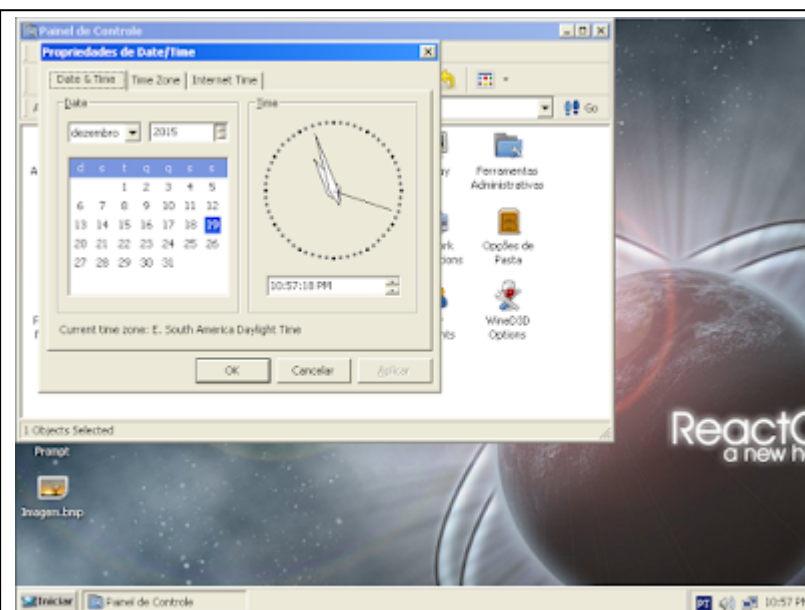 Painel de Controle
Propriedades de Date/Time
Date & Time Time Zone Internet Time
Date
Time
dezembro 2015
d s t q q s s
1 2 3 4 5
6 7 8 9 10 11 12
13 14 15 16 17 18 19
20 21 22 23 24 25 26
27 28 29 30 31
10:57:18 PM
Current time zone: E. South America Daylight Time
OK Cancelar Aplicar
Go
Ferramentas
Administrativas
Opções de
Pasta
WineD3D
Options
1 Objects Selected
Prompt
Imagem.bmp
ReactO
a new h
Iniciar Painel de Controle PT 10:57 PM